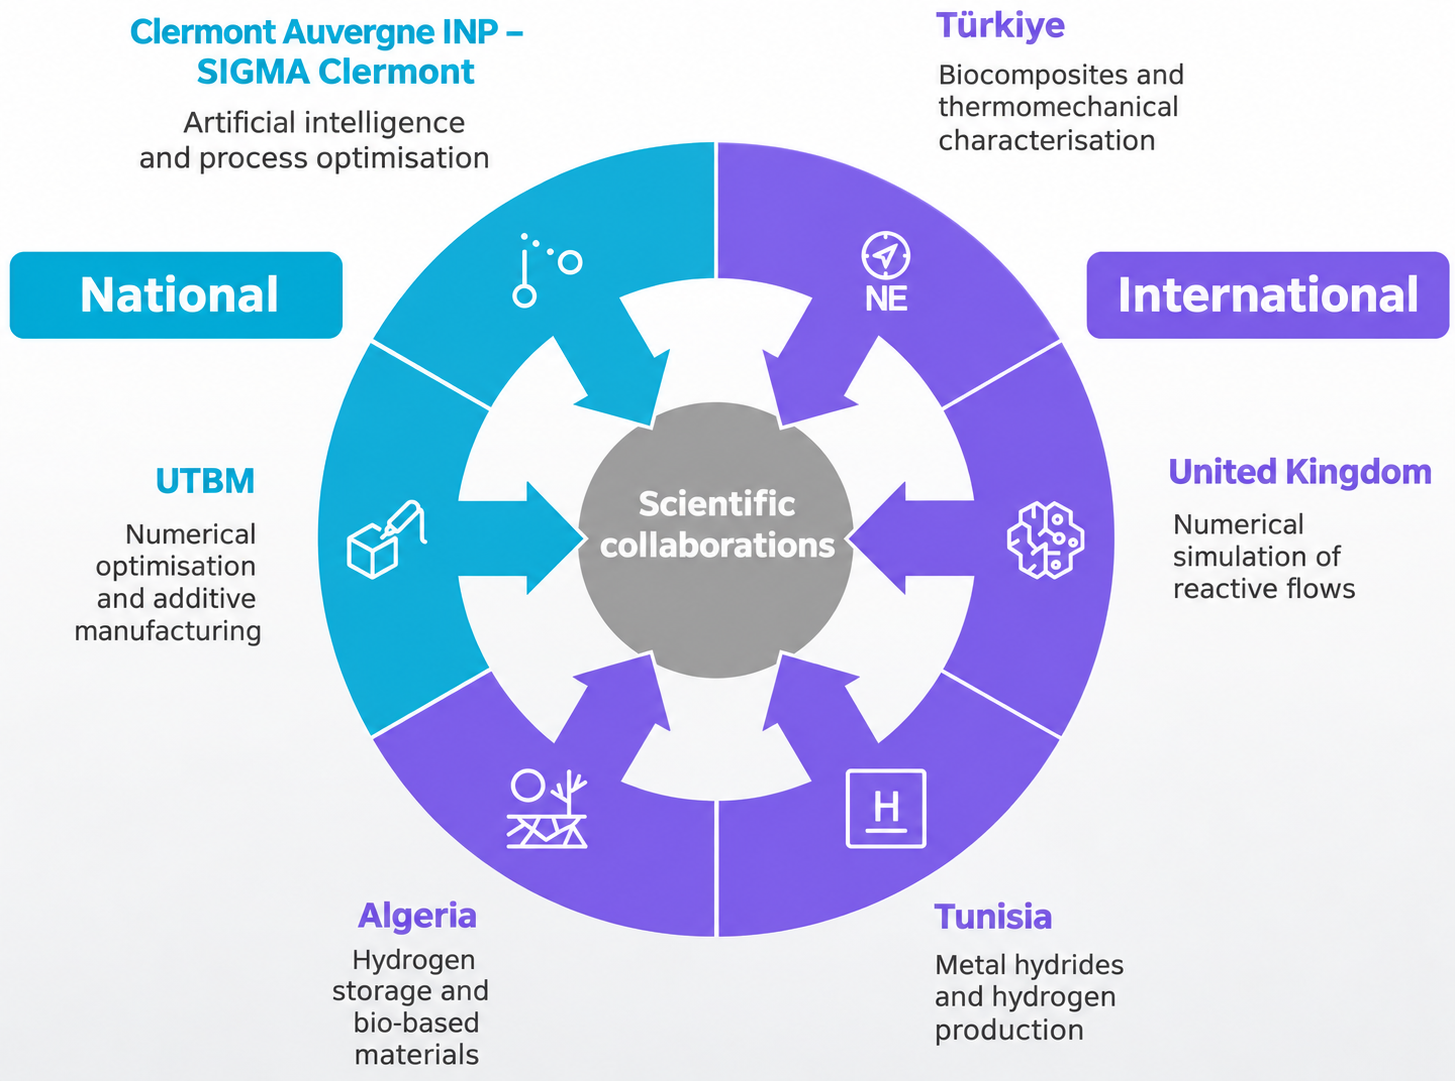 Clermont Auvergne INP –
SIGMA Clermont
Artificial intelligence
and process optimisation
Türkiye
Biocomposites and
thermomechanical
characterisation
National
International
NE
UTBM
Numerical
optimisation
and additive
manufacturing
Scientific
collaborations
United Kingdom
Numerical
simulation of
reactive flows
H
Algeria
Hydrogen
storage and
bio-based
materials
Tunisia
Metal hydrides
and hydrogen
production